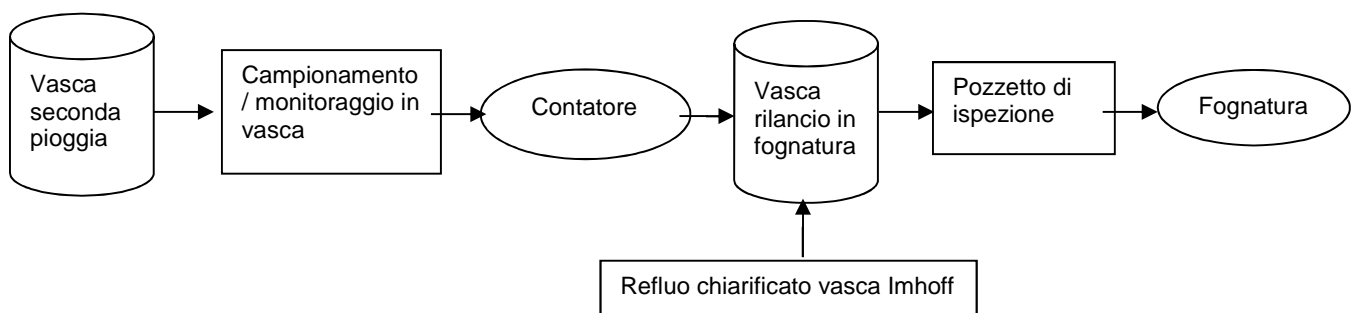 Vasca
seconda
pioggia
Campionamento
/ monitoraggio in
vasca
Contatore
Vasca
rilancio in
fognatura
Pozzetto di
ispezione
Fognatura
Refluo chiarificato vasca Imhoff